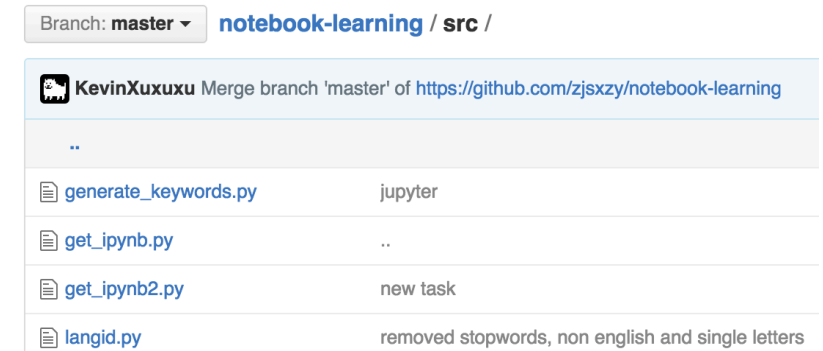 Branch: master
notebook-learning / src /
KevinXuxuxu Merge branch 'master' of https://github.com/zjsxzy/notebook-learning
..
generate_keywords.py jupyter
get_ipynb.py ..
get_ipynb2.py new task
langid.py removed stopwords, non english and single letters